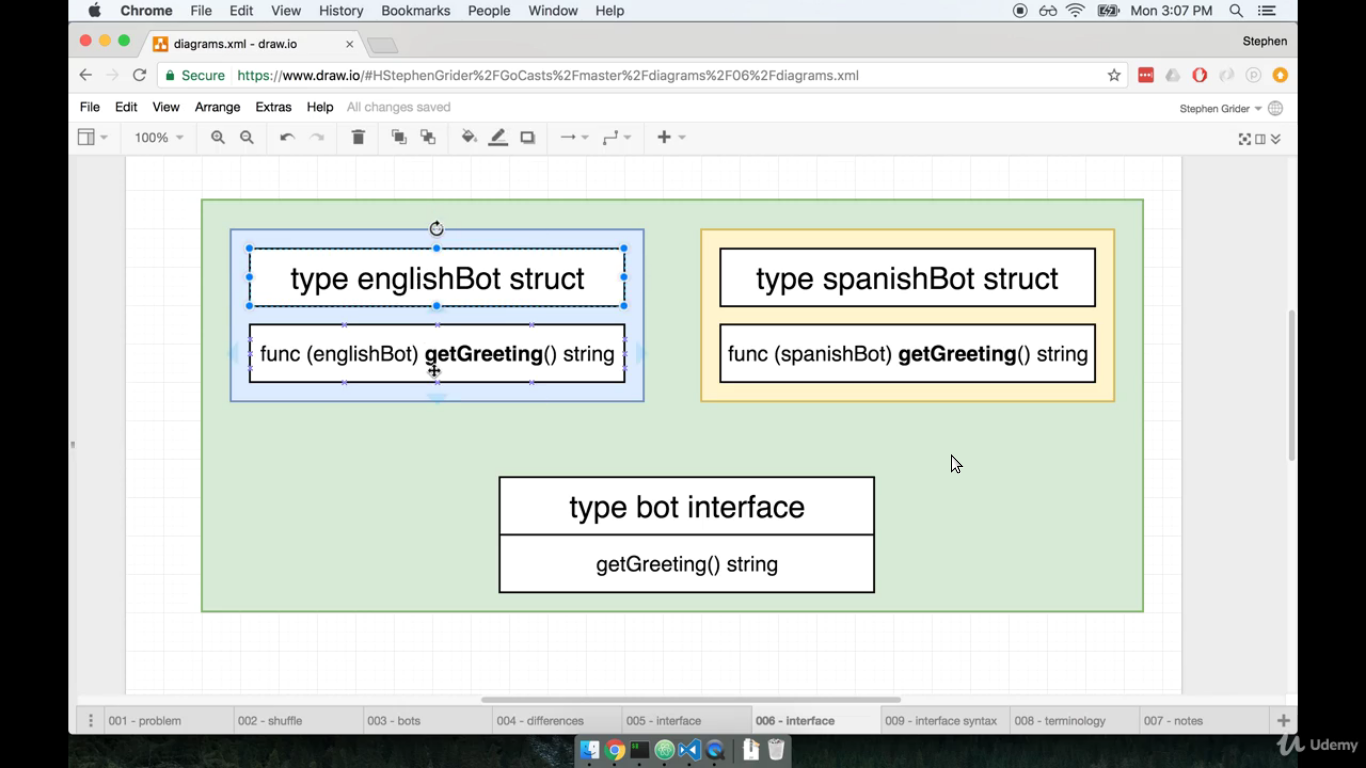 Chrome File Edit View History Bookmarks People Window Help Mon 3:07 PM
diagrams.xml - draw.io Stephen
Secure https://www.draw.io/#HStephenGrider%2FGoCasts%2Fmaster%2Fdiagrams%2F06%2Fdiagrams.xml
File Edit View Arrange Extras Help All changes saved Stephen Grider
100%
type englishBot struct
func (englishBot) getGreeting() string
type spanishBot struct
func (spanishBot) getGreeting() string
type bot interface
getGreeting() string
001 - problem 002 - shuffle 003 - bots 004 - differences 005 - interface 006 - interface 009 - interface syntax 008 - terminology 007 - notes
Udemy